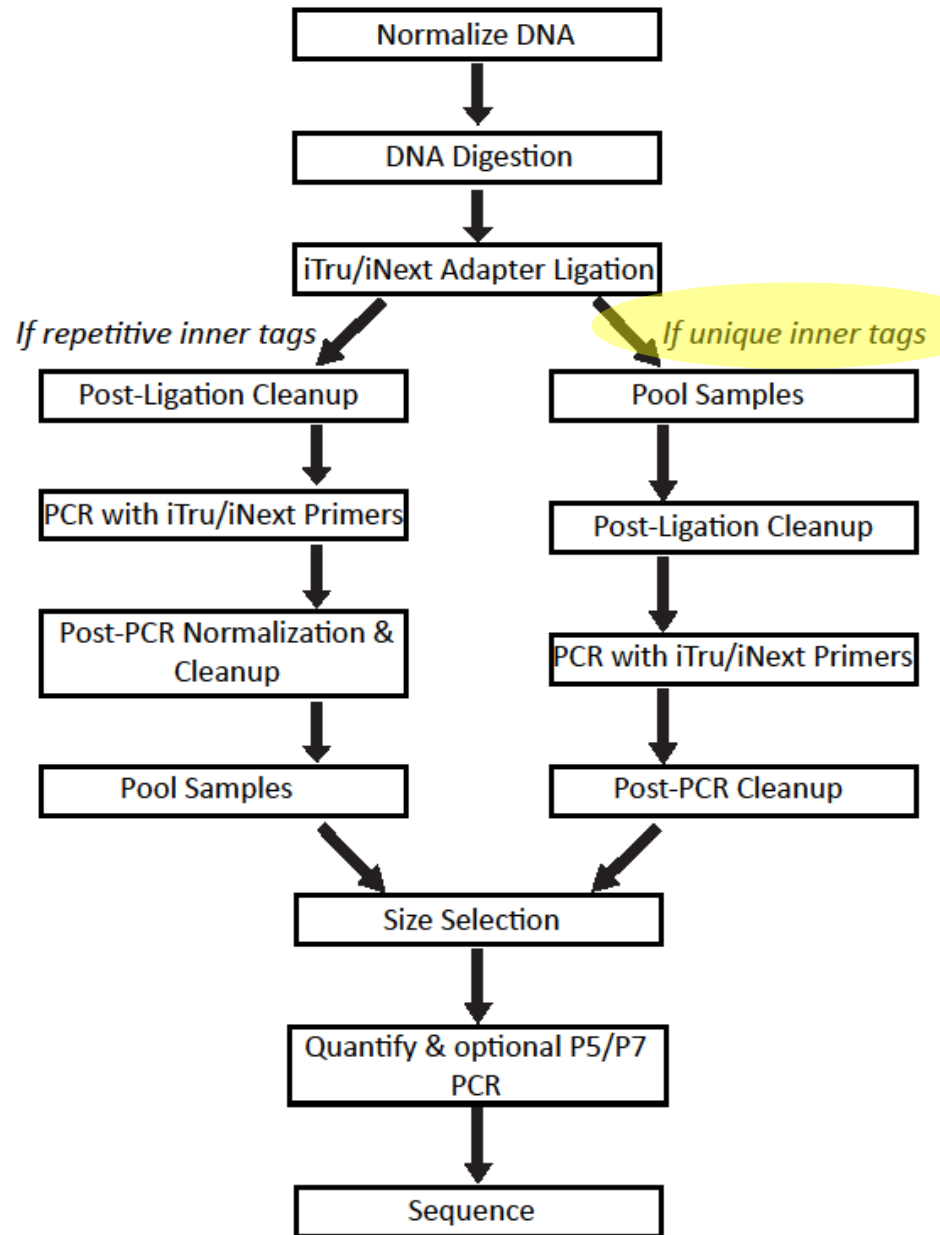 Normalize DNA
DNA Digestion
iTru/iNext Adapter Ligation
If repetitive inner tags
Post-Ligation Cleanup
PCR with iTru/iNext Primers
Post-PCR Normalization &
Cleanup
Pool Samples
If unique inner tags
Pool Samples
Post-Ligation Cleanup
PCR with iTru/iNext Primers
Post-PCR Cleanup
Size Selection
Quantify & optional P5/P7
PCR
Sequence